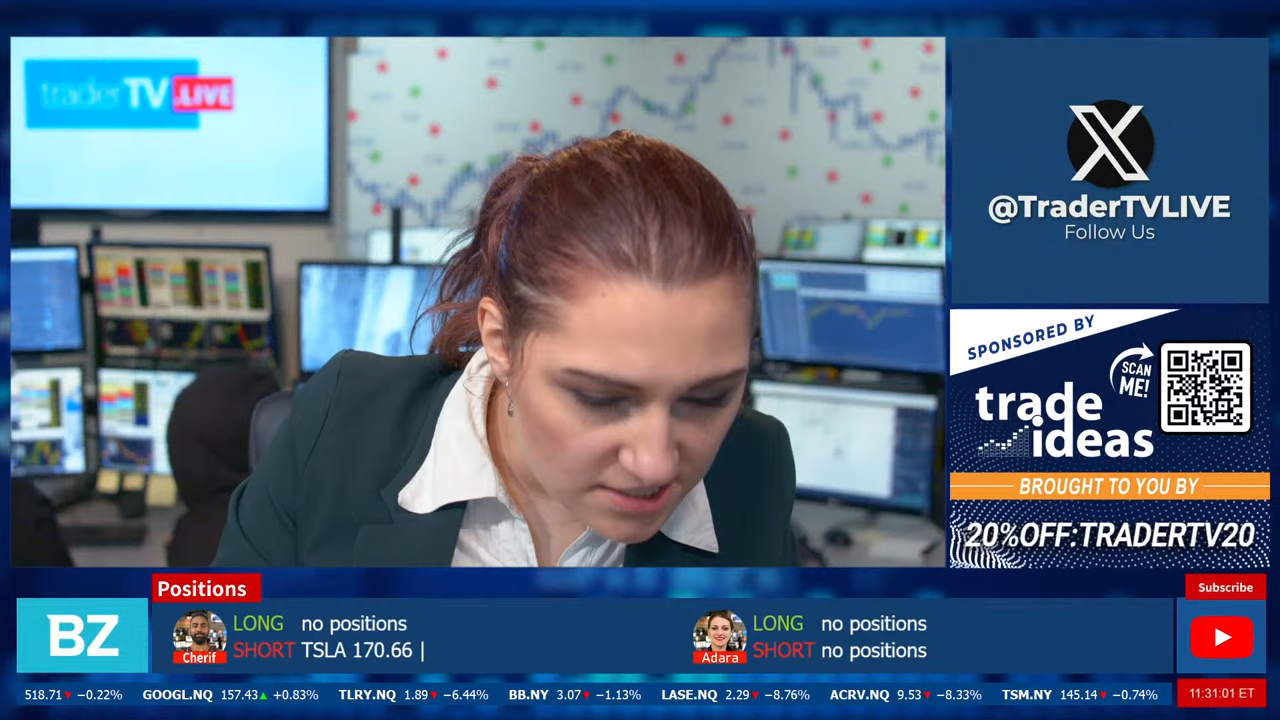 traderTV.LIVE
@TraderTVLIVE
Follow Us
SPONSORED BY
SCAN
ME!
trade
ideas
BROUGHT TO YOU BY
20%OFF:TRADERTV20
Positions
Subscribe
BZ
LONG no positions
SHORT TSLA 170.66 |
Cherif
LONG no positions
SHORT no positions
Adara
518.71▼ −0.22% GOOGL.NQ 157.43▲ +0.83% TLRY.NQ 1.89▼ −6.44% BB.NY 3.07▼ −1.13% LASE.NQ 2.29▼ −8.76% ACRV.NQ 9.53▼ −8.33% TSM.NY 145.14▼ −0.74%
11:31:01 ET